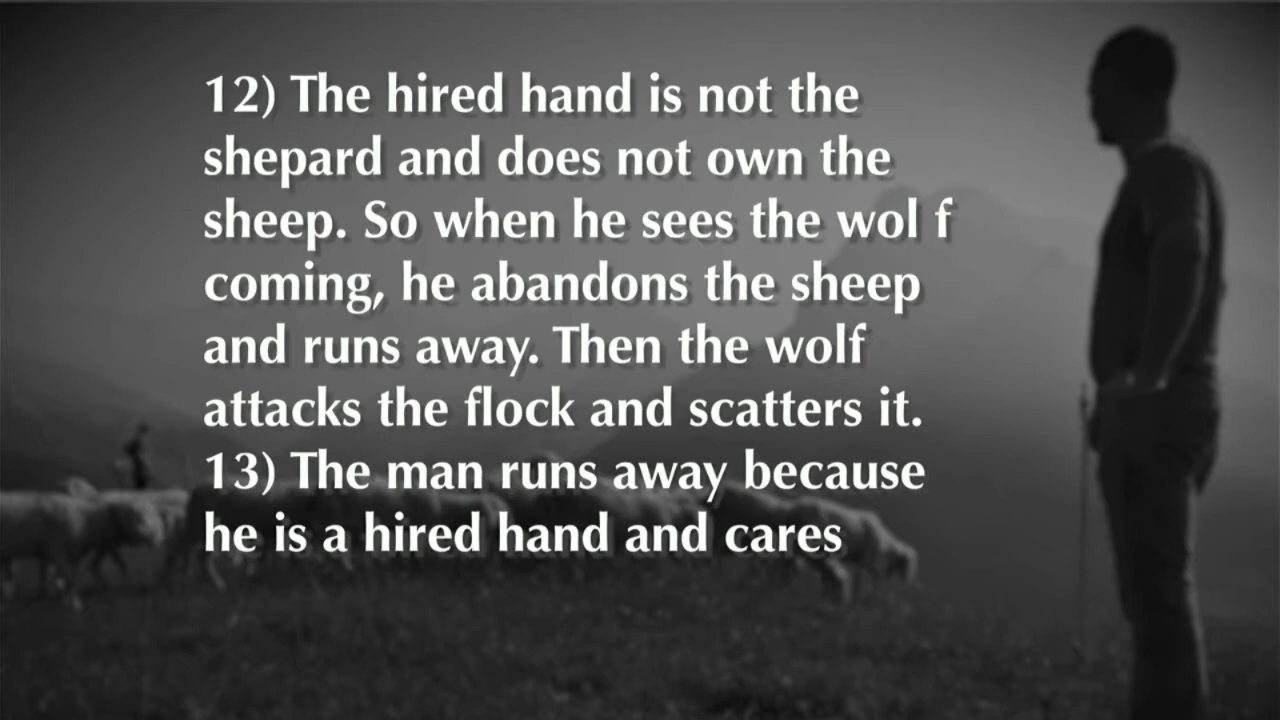 12) The hired hand is not the
shepard and does not own the
sheep. So when he sees the wol f
coming, he abandons the sheep
and runs away. Then the wolf
attacks the flock and scatters it.
13) The man runs away because
he is a hired hand and cares